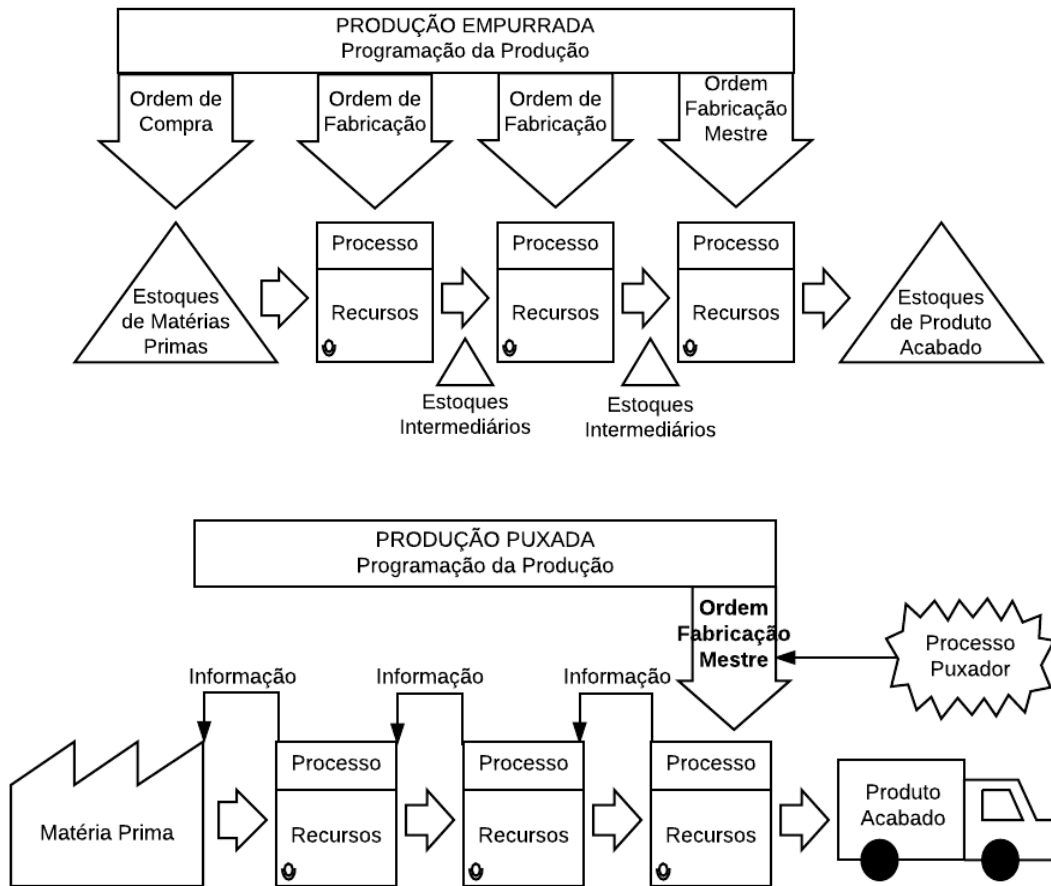 PRODUÇÃO EMPURRADA
Programação da Produção
Ordem de
Compra
Ordem de
Fabricação
Ordem de
Fabricação
Ordem
Fabricação
Mestre
Estoques
de Matérias
Primas
Processo
Recursos
Processo
Recursos
Processo
Recursos
Estoques
de Produto
Acabado
Estoques
Intermediários
Estoques
Intermediários
PRODUÇÃO PUXADA
Programação da Produção
Ordem
Fabricação
Mestre
Processo
Puxador
Informação
Informação
Informação
Matéria Prima
Processo
Recursos
Processo
Recursos
Processo
Recursos
Produto
Acabado